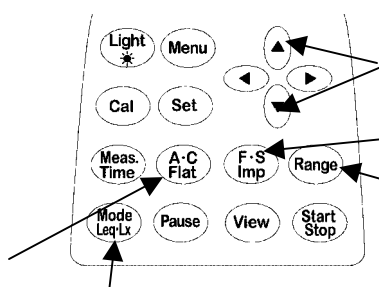 Light
Menu
Cal
Set
Meas.
Time
A·C
Flat
F·S
Imp
Range
Mode
Leq·Lx
Pause
View
Start
Stop